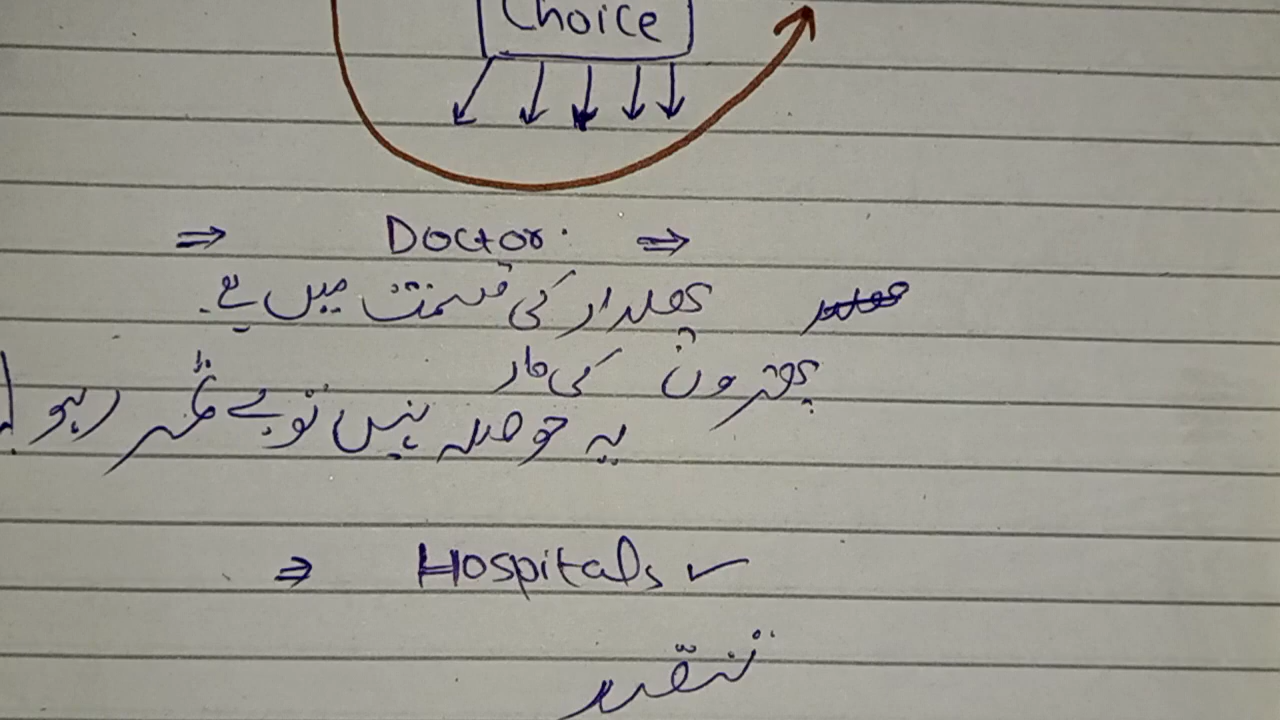 Choice
⇒ Doctor. ⇒
پھلدار کی قسمت میں ہے۔
پتھروں کی مار
یہ حوصلہ نہیں تو بے ثمر رہو
⇒ Hospitals ✓
تنقید